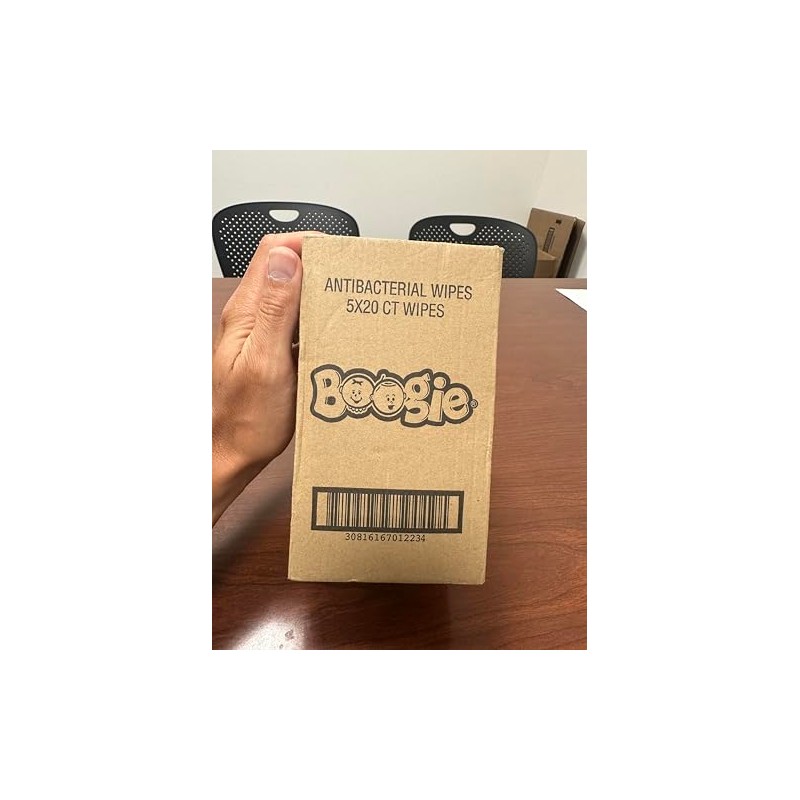 ANTIBACTERIAL WIPES
5X20 CT WIPES
Boogie®
30816167012234